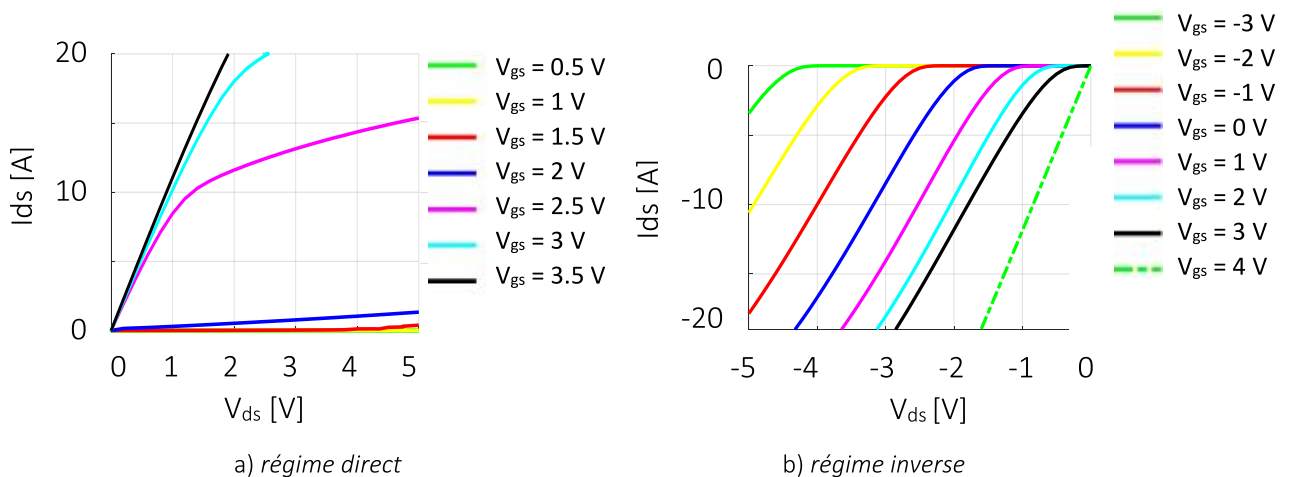 20
10
0
Ids [A]
0 1 2 3 4 5
Vds [V]
Vgs = 0.5 V
Vgs = 1 V
Vgs = 1.5 V
Vgs = 2 V
Vgs = 2.5 V
Vgs = 3 V
Vgs = 3.5 V
a) régime direct
0
-10
-20
Ids [A]
-5 -4 -3 -2 -1 0
Vds [V]
Vgs = -3 V
Vgs = -2 V
Vgs = -1 V
Vgs = 0 V
Vgs = 1 V
Vgs = 2 V
Vgs = 3 V
Vgs = 4 V
b) régime inverse